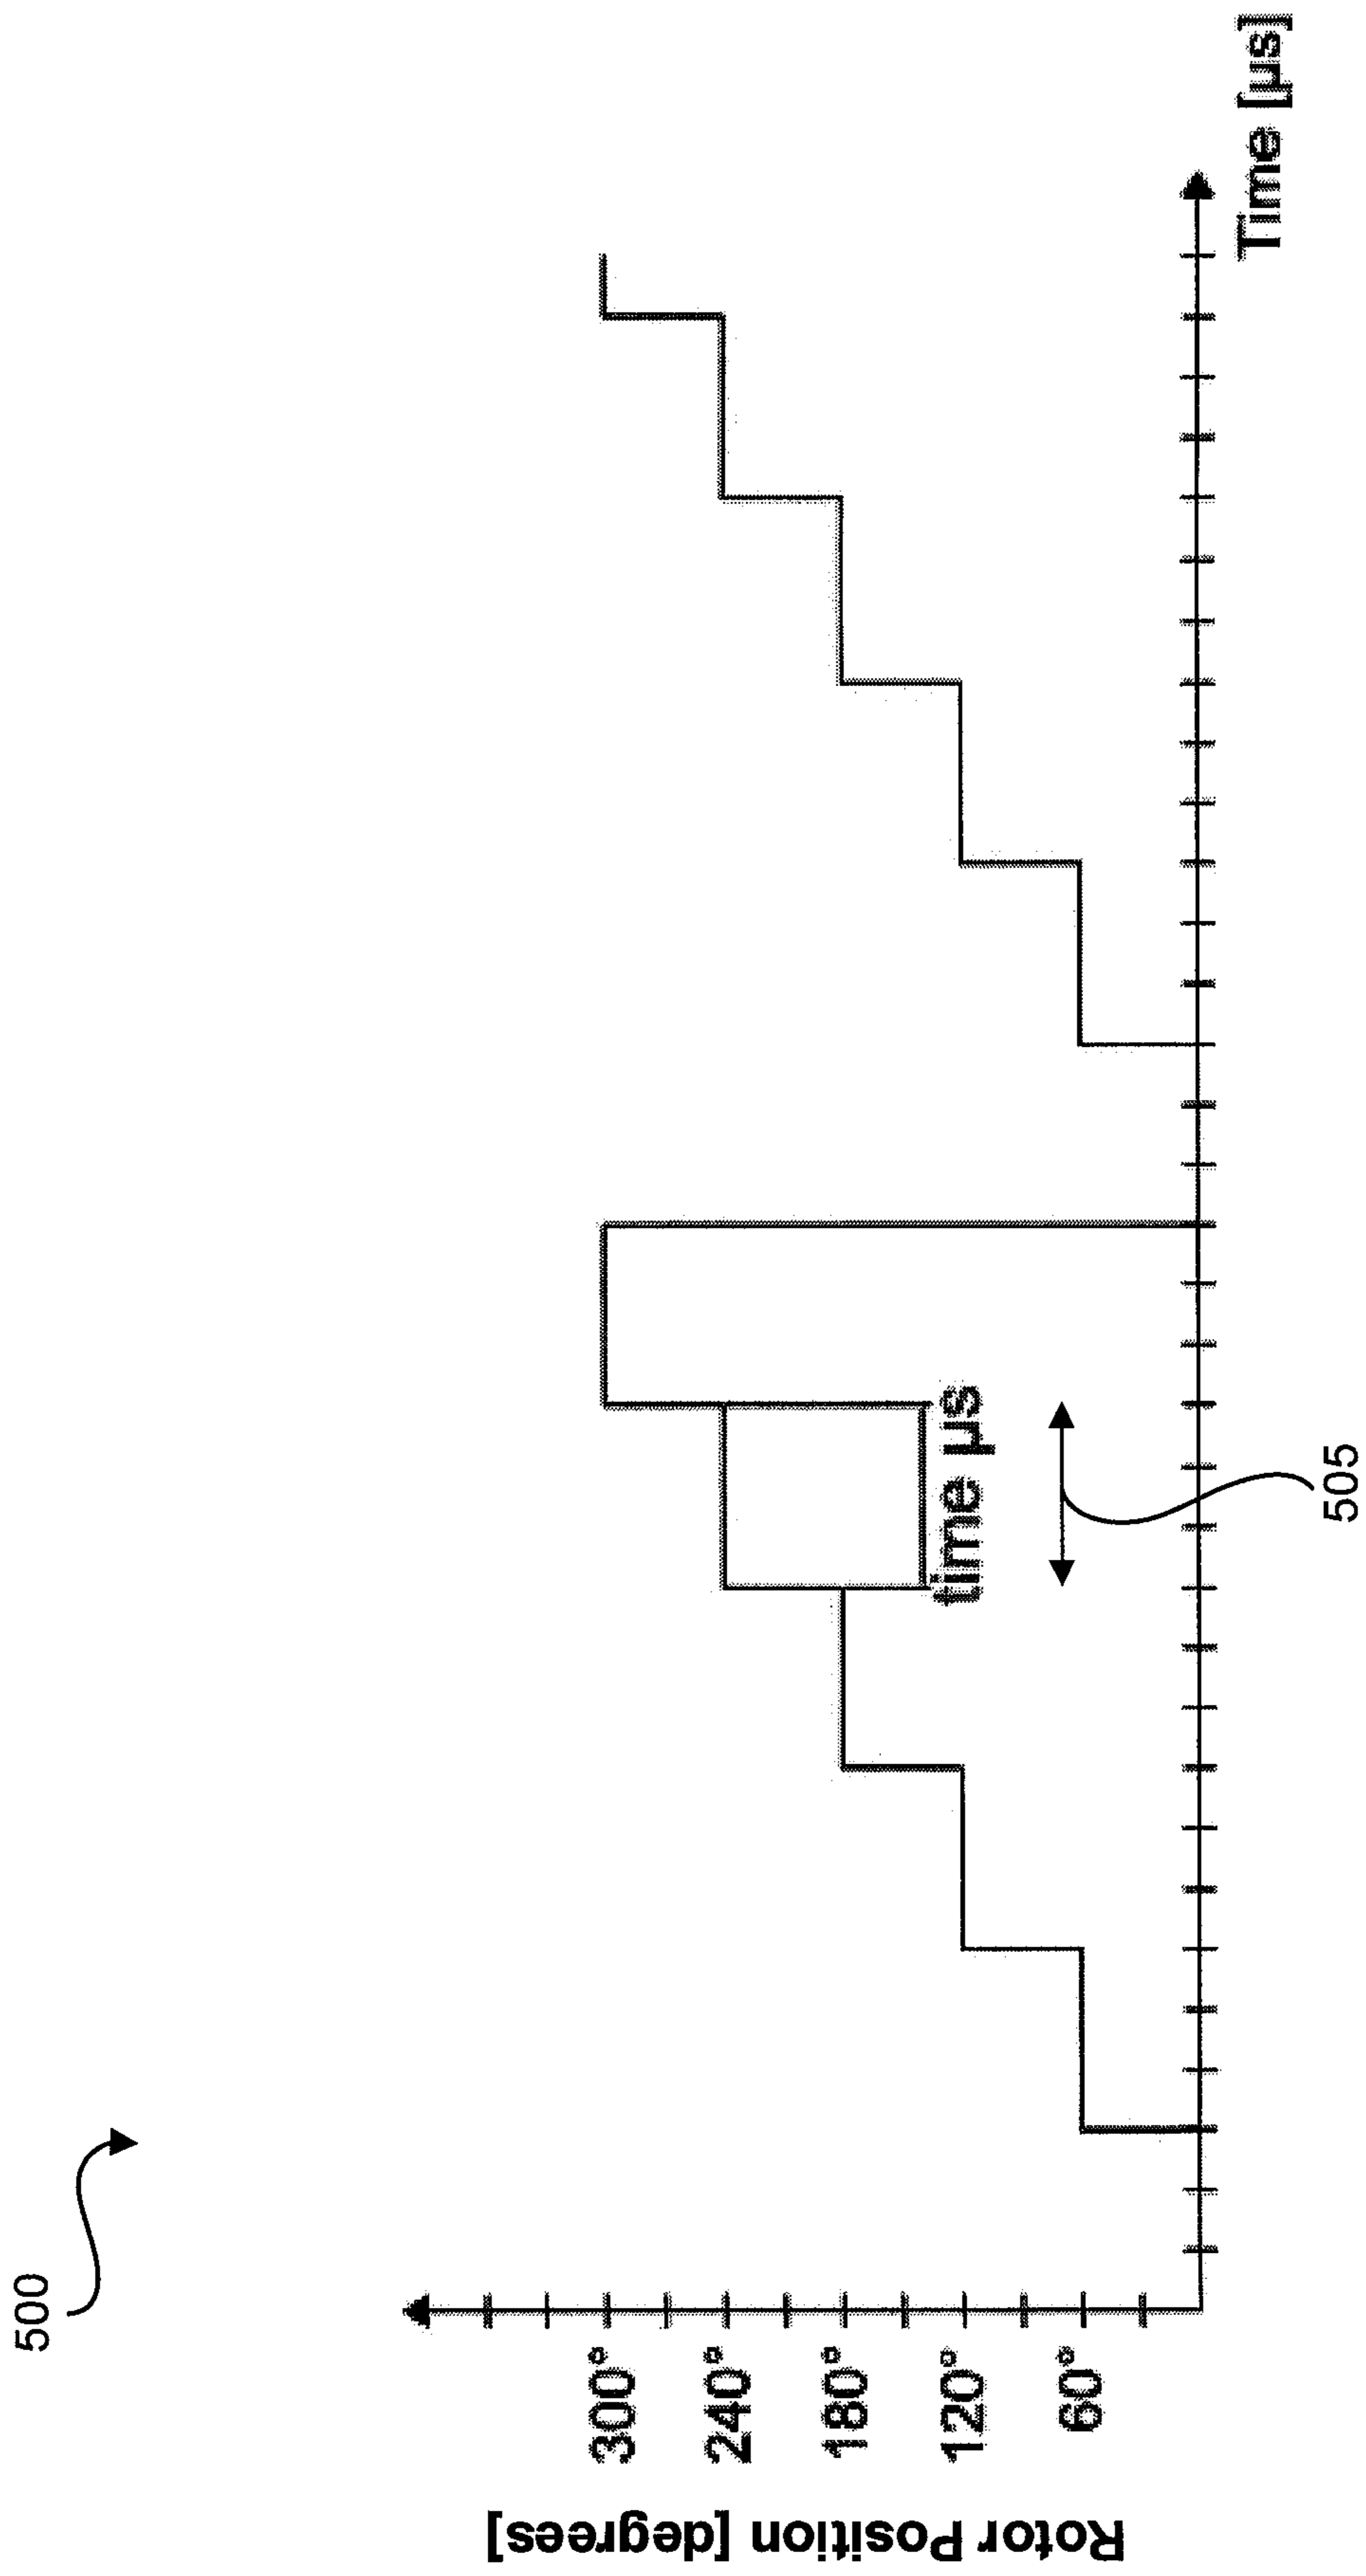 500
Rotor Position [degrees]
300°
240°
180°
120°
60°
time µs
505
Time [µs]